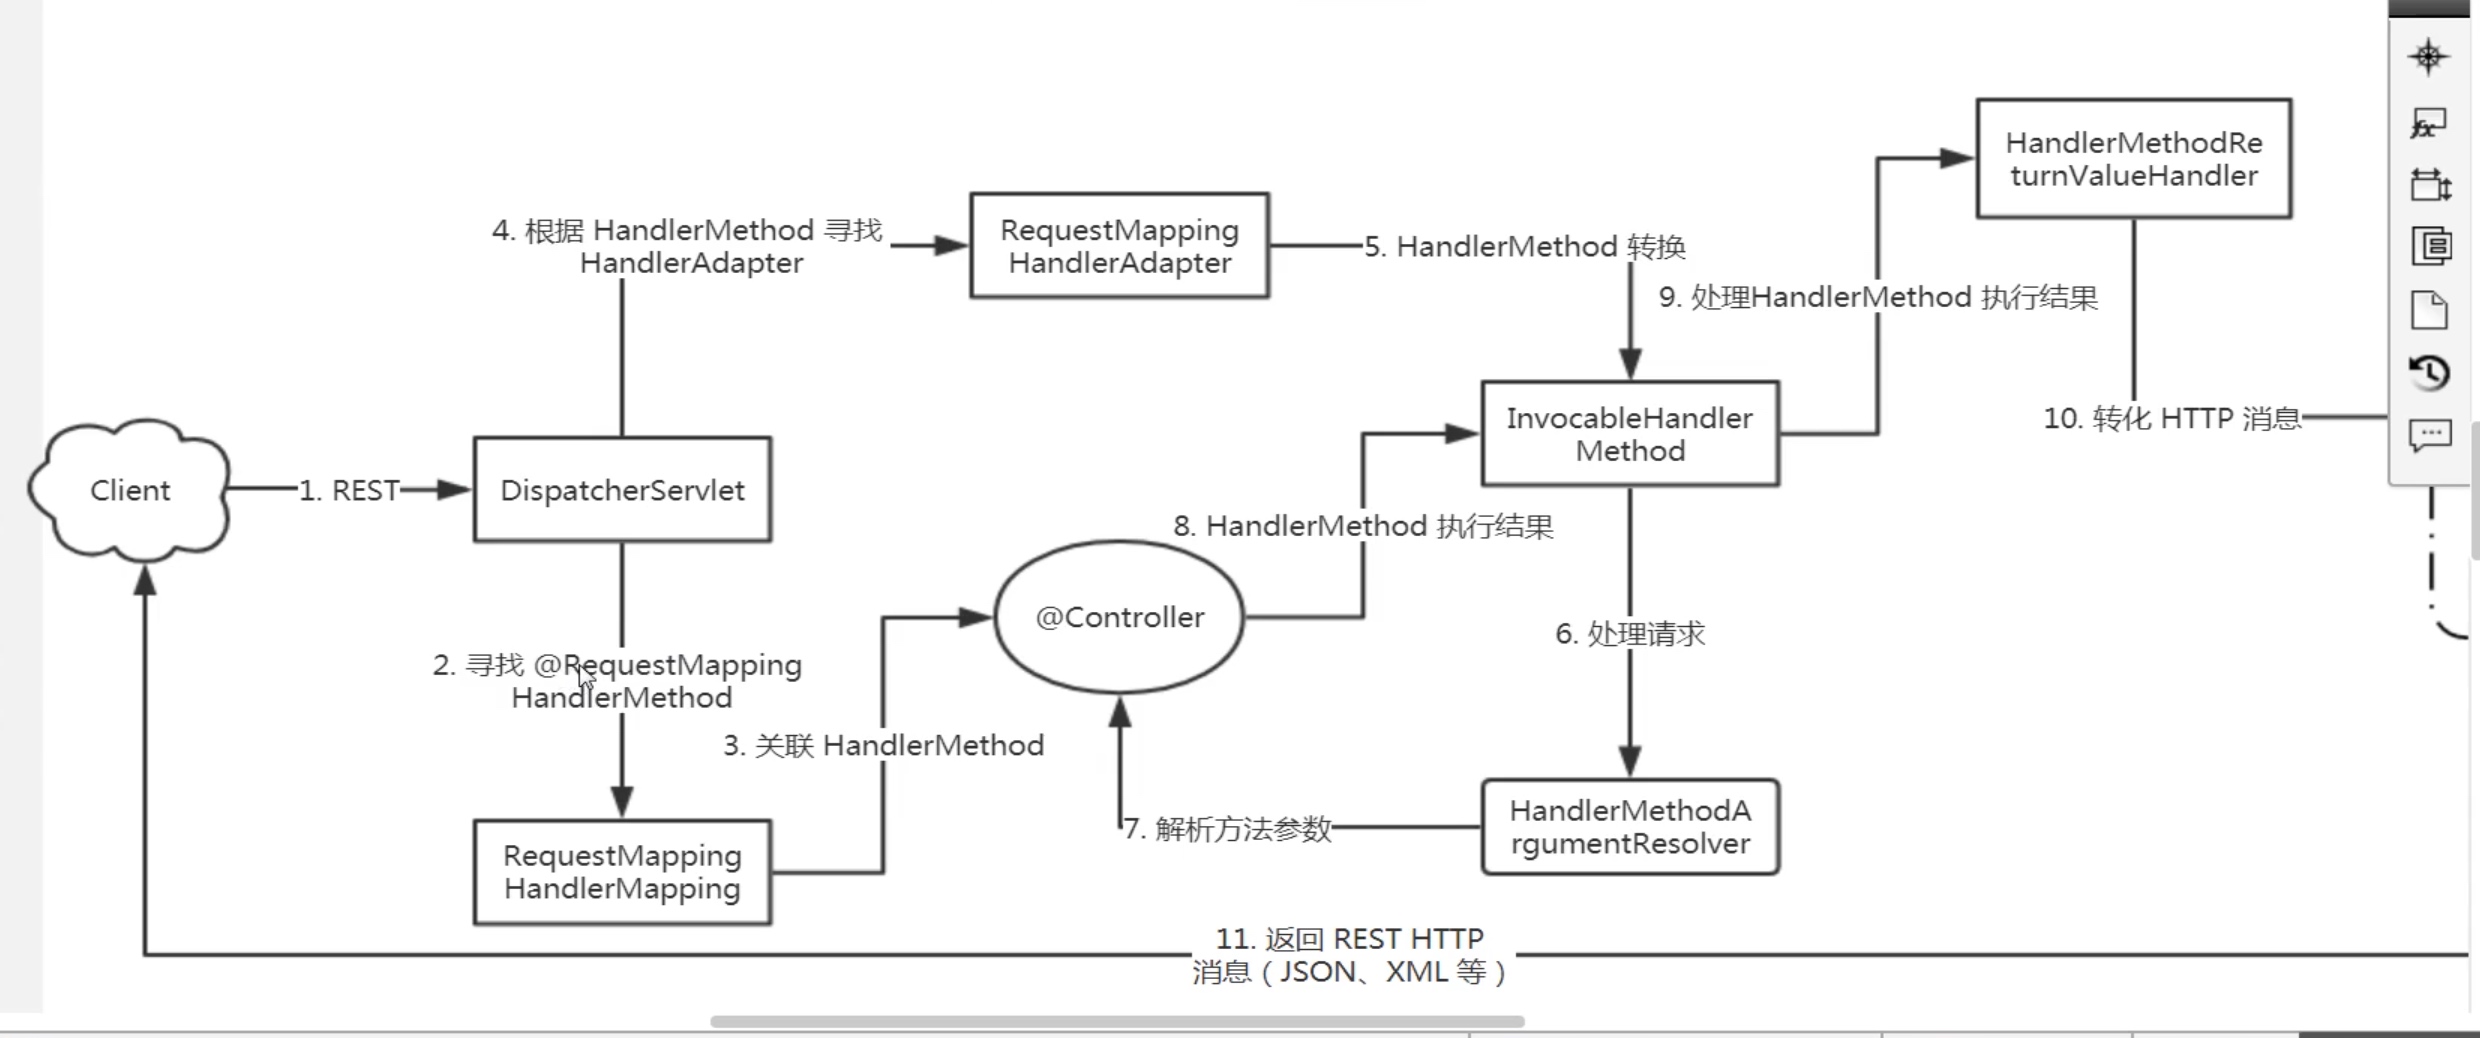 HandlerMethodRe
turnValueHandler
4. 根据 HandlerMethod 寻找
HandlerAdapter
RequestMapping
HandlerAdapter
5. HandlerMethod 转换
9. 处理HandlerMethod 执行结果
InvocableHandler
Method
10. 转化 HTTP 消息
Client
1. REST
DispatcherServlet
8. HandlerMethod 执行结果
@Controller
6. 处理请求
2. 寻找 @RequestMapping
HandlerMethod
3. 关联 HandlerMethod
HandlerMethodA
rgumentResolver
7. 解析方法参数
RequestMapping
HandlerMapping
11. 返回 REST HTTP
消息（JSON、XML 等）